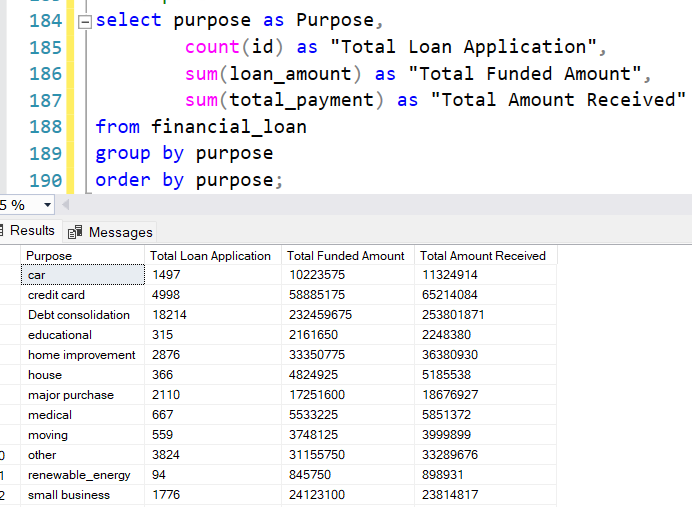 184 select purpose as Purpose,
185 count(id) as "Total Loan Application",
186 sum(loan_amount) as "Total Funded Amount",
187 sum(total_payment) as "Total Amount Received"
188 from financial_loan
189 group by purpose
190 order by purpose;
5 %
Results Messages
Purpose Total Loan Application Total Funded Amount Total Amount Received
car 1497 10223575 11324914
credit card 4998 58885175 65214084
Debt consolidation 18214 232459675 253801871
educational 315 2161650 2248380
home improvement 2876 33350775 36380930
house 366 4824925 5185538
major purchase 2110 17251600 18676927
medical 667 5533225 5851372
moving 559 3748125 3999899
0 other 3824 31155750 33289676
1 renewable_energy 94 845750 898931
2 small business 1776 24123100 23814817